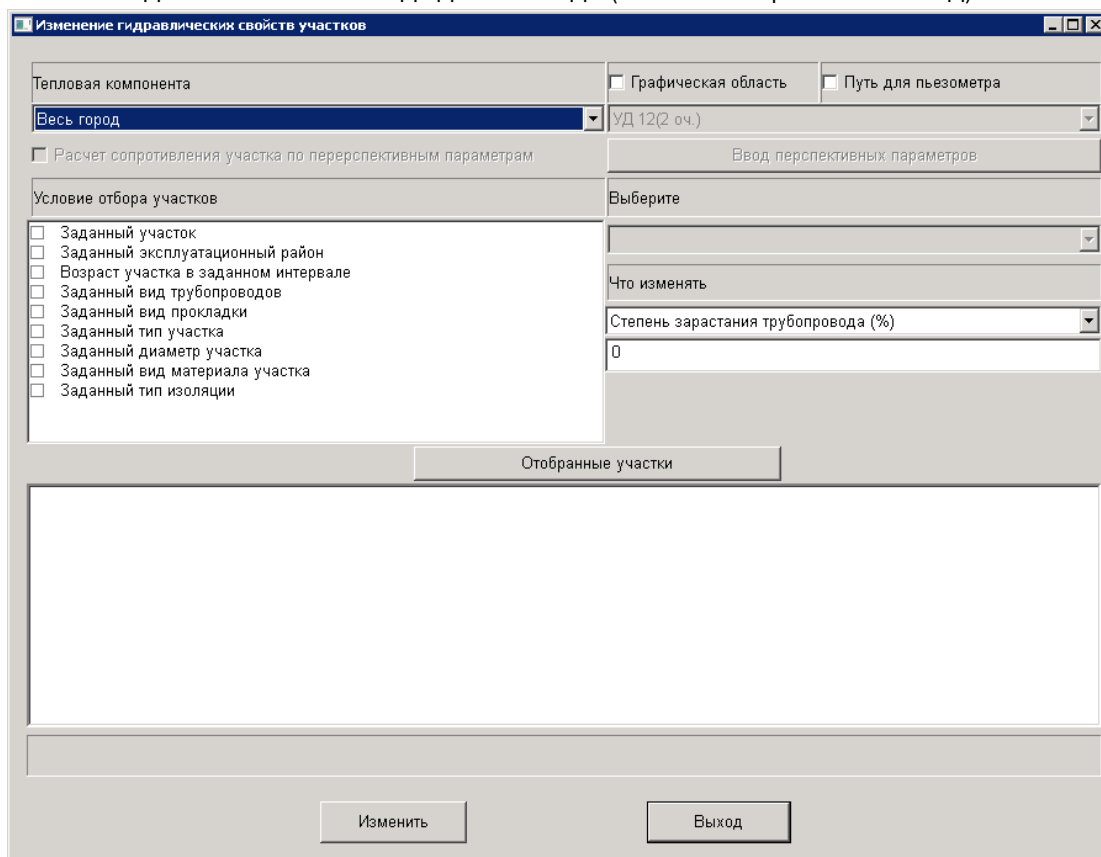 Изменение гидравлических свойств участков
Тепловая компонента
Графическая область
Путь для пьезометра
Весь город
УД 12(2 оч.)
Расчет сопротивления участка по перерспективным параметрам
Ввод перспективных параметров
Условие отбора участков
Выберите
Заданный участок
Заданный эксплуатационный район
Возраст участка в заданном интервале
Заданный вид трубопроводов
Заданный вид прокладки
Заданный тип участка
Заданный диаметр участка
Заданный вид материала участка
Заданный тип изоляции
Что изменять
Степень зарастания трубопровода (%)
0
Отобранные участки
Изменить
Выход